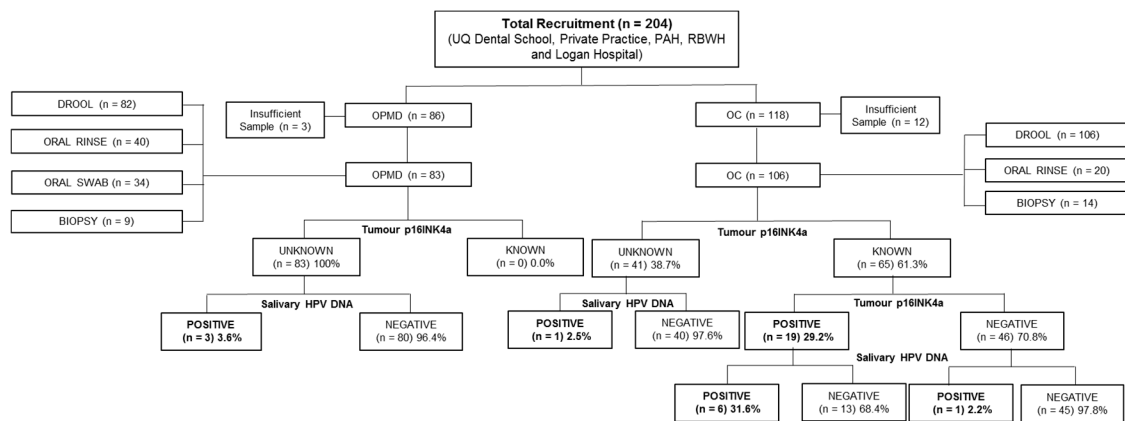 Total Recruitment (n = 204)
(UQ Dental School, Private Practice, PAH, RBWH
and Logan Hospital)
DROOL (n = 82)
ORAL RINSE (n = 40)
ORAL SWAB (n = 34)
BIOPSY (n = 9)
Insufficient
Sample (n = 3)
OPMD
(n = 86)
OC (n = 118)
Insufficient
Sample (n = 12)
DROOL (n = 106)
ORAL RINSE (n = 20)
BIOPSY (n = 14)
OPMD (n = 83)
OC (n = 106)
Tumour p16INK4a
Tumour p16INK4a
UNKNOWN
(n = 83) 100%
KNOWN
(n = 0) 0.0%
UNKNOWN
(n = 41) 38.7%
KNOWN
(n = 65) 61.3%
Salivary HPV DNA
Salivary HPV DNA
Tumour p16INK4a
POSITIVE
(n = 3) 3.6%
NEGATIVE
(n = 80) 96.4%
POSITIVE
(n = 1) 2.5%
NEGATIVE
(n = 40) 97.6%
POSITIVE
(n = 19) 29.2%
NEGATIVE
(n = 46) 70.8%
Salivary HPV DNA
POSITIVE
(n = 6) 31.6%
NEGATIVE
(n = 13) 68.4%
POSITIVE
(n = 1) 2.2%
NEGATIVE
(n = 45) 97.8%